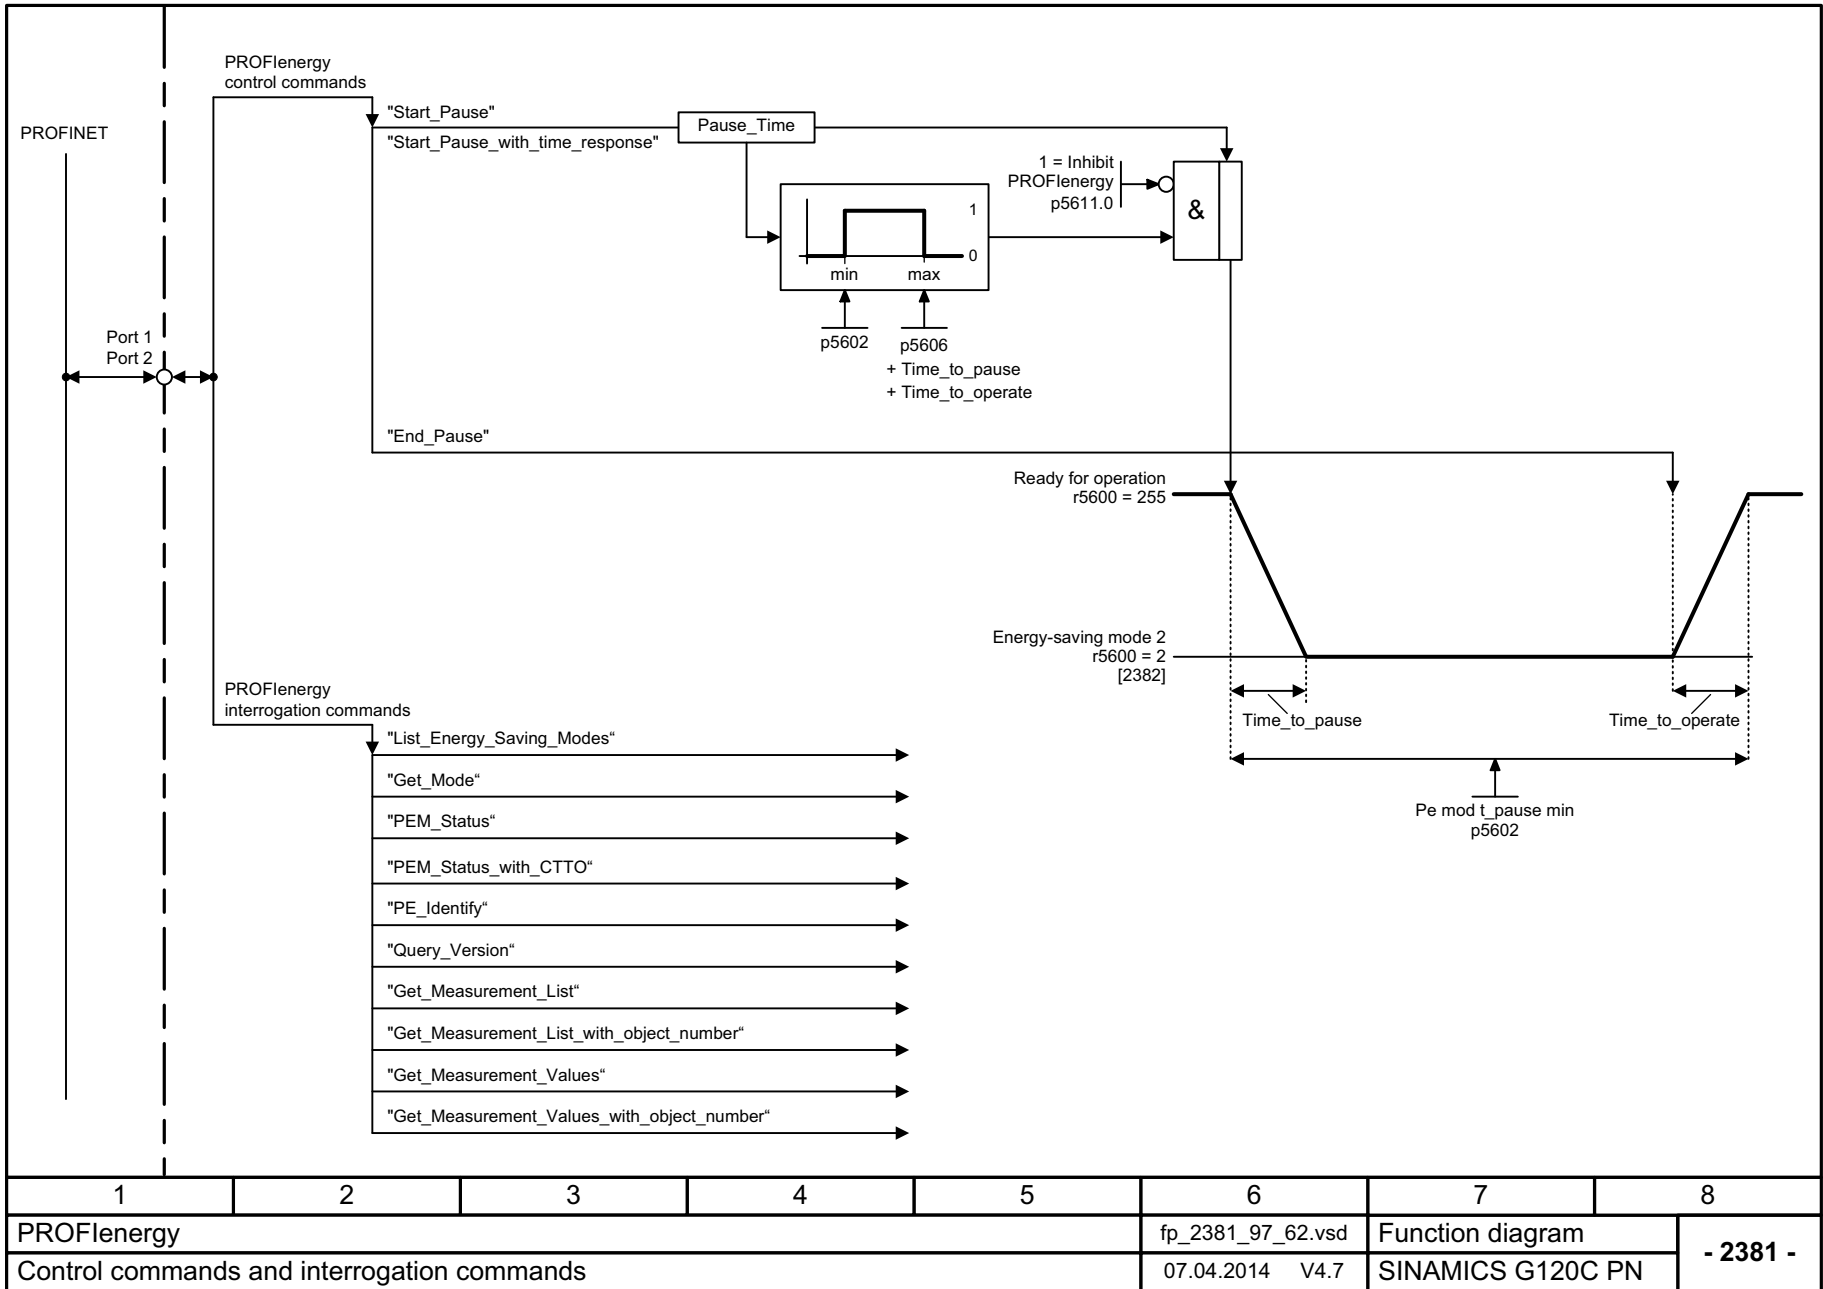 PROFIenergy
control commands
PROFINET
"Start_Pause"
"Start_Pause_with_time_response"
Pause_Time
1 = Inhibit
PROFIenergy
p5611.0
&
1
0
min
max
p5602
p5606
+ Time_to_pause
+ Time_to_operate
Port 1
Port 2
"End_Pause"
Ready for operation
r5600 = 255
Energy-saving mode 2
r5600 = 2
[2382]
Time_to_pause
Time_to_operate
Pe mod t_pause min
p5602
PROFIenergy
interrogation commands
"List_Energy_Saving_Modes“
"Get_Mode“
"PEM_Status“
"PEM_Status_with_CTTO“
"PE_Identify“
"Query_Version“
"Get_Measurement_List“
"Get_Measurement_List_with_object_number“
"Get_Measurement_Values“
"Get_Measurement_Values_with_object_number“
1 2 3 4 5 6 7 8
PROFIenergy
fp_2381_97_62.vsd
Function diagram
- 2381 -
Control commands and interrogation commands
07.04.2014 V4.7
SINAMICS G120C PN